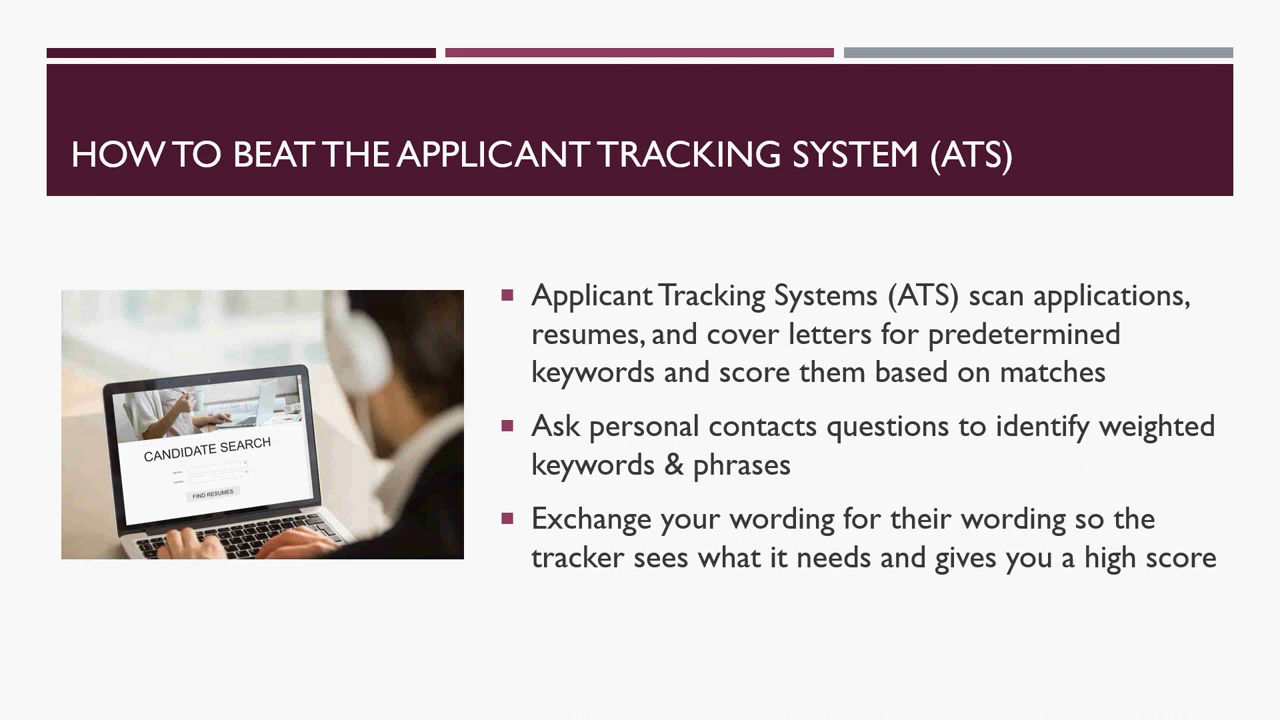 HOW TO BEAT THE APPLICANT TRACKING SYSTEM (ATS)
Applicant Tracking Systems (ATS) scan applications,
resumes, and cover letters for predetermined
keywords and score them based on matches
Ask personal contacts questions to identify weighted
keywords & phrases
Exchange your wording for their wording so the
tracker sees what it needs and gives you a high score
CANDIDATE SEARCH
FIND RESUMES